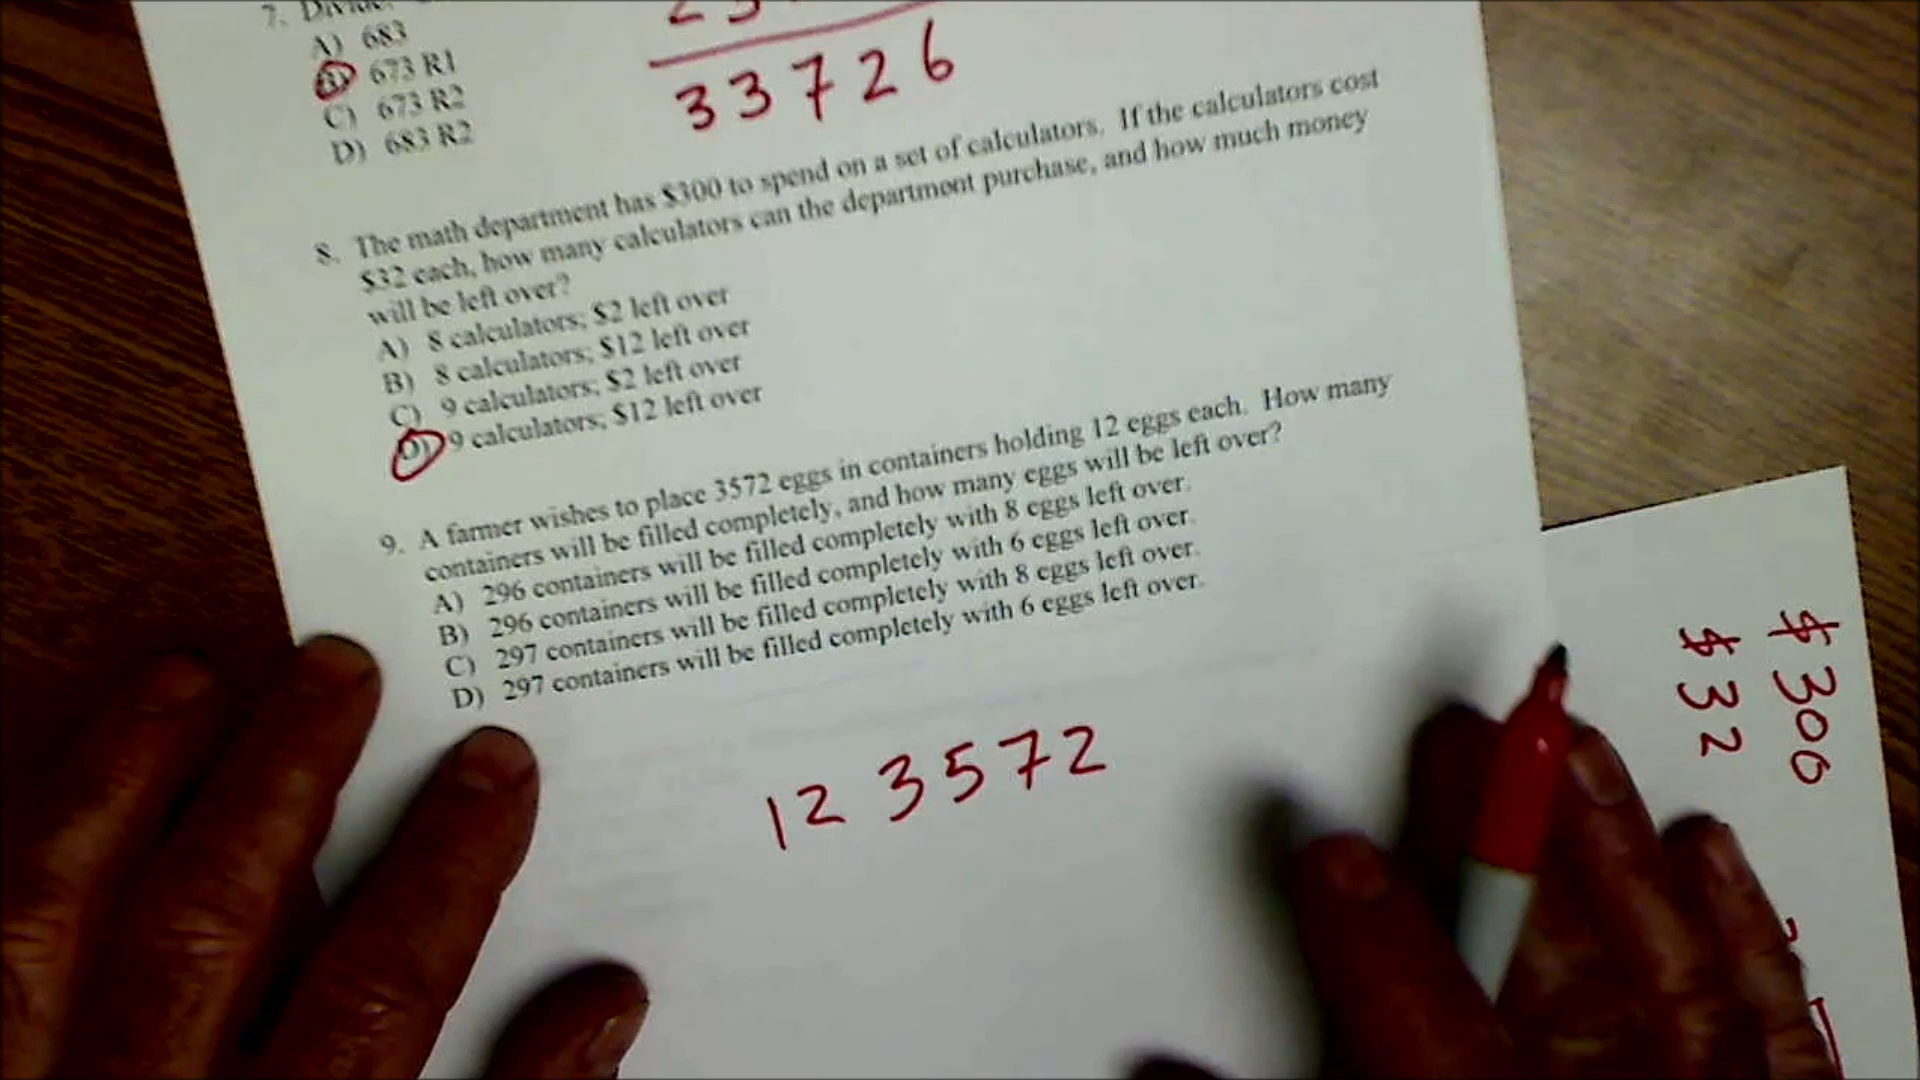 7. Divide.
A) 683
B) 673 R1
C) 673 R2
D) 683 R2
33726
8. The math department has $300 to spend on a set of calculators. If the calculators cost
$32 each, how many calculators can the department purchase, and how much money
will be left over?
A) 8 calculators; $2 left over
B) 8 calculators; $12 left over
C) 9 calculators; $2 left over
D) 9 calculators; $12 left over
9. A farmer wishes to place 3572 eggs in containers holding 12 eggs each. How many
containers will be filled completely, and how many eggs will be left over?
A) 296 containers will be filled completely with 8 eggs left over.
B) 296 containers will be filled completely with 6 eggs left over.
C) 297 containers will be filled completely with 8 eggs left over.
D) 297 containers will be filled completely with 6 eggs left over.
12 3572
$300
$32